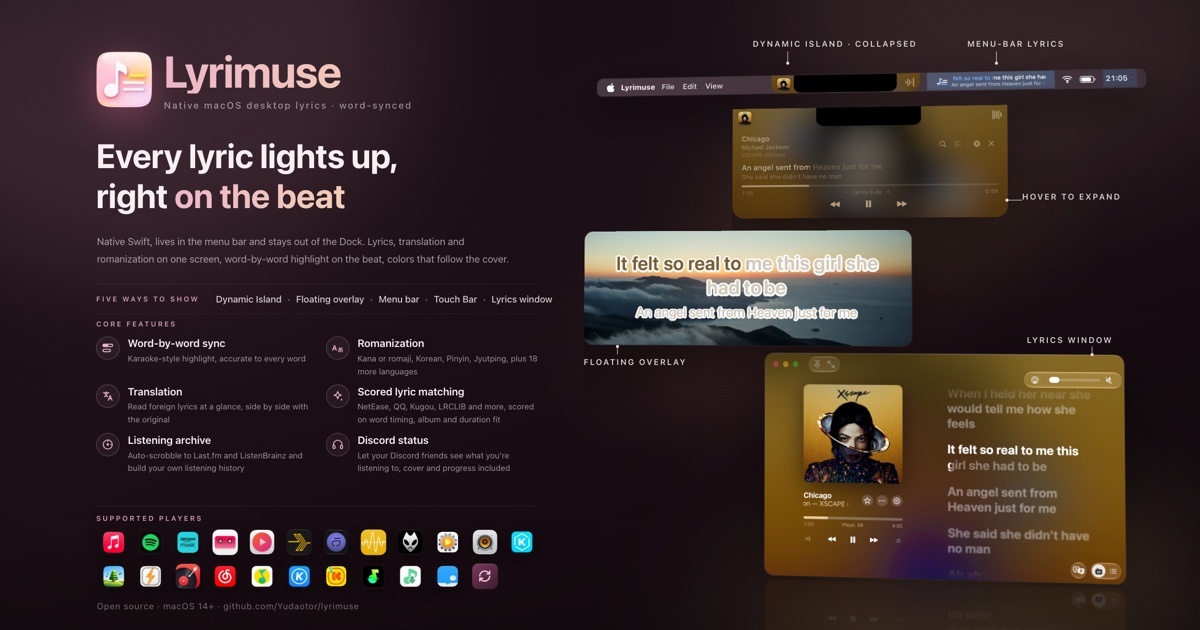 Lyrimuse
Native macOS desktop lyrics · word-synced
Every lyric lights up,
right on the beat
Native Swift, lives in the menu bar and stays out of the Dock. Lyrics, translation and
romanization on one screen, word-by-word highlight on the beat, colors that follow the cover.
FIVE WAYS TO SHOW Dynamic Island · Floating overlay · Menu bar · Touch Bar · Lyrics window
CORE FEATURES
Word-by-word sync
Karaoke-style highlight, accurate to every word
Romanization
Kana or romaji, Korean, Pinyin, Jyutping, plus 18
more languages
Translation
Read foreign lyrics at a glance, side by side with
the original
Scored lyric matching
NetEase, QQ, Kugou, LRCLIB and more, scored
on word timing, album and duration fit
Listening archive
Auto-scrobble to Last.fm and ListenBrainz and
build your own listening history
Discord status
Let your Discord friends see what you're
listening to, cover and progress included
SUPPORTED PLAYERS
Open source · macOS 14+ · github.com/Yudaotor/lyrimuse
DYNAMIC ISLAND · COLLAPSED
MENU-BAR LYRICS
Lyrimuse File Edit View
felt so real to me this girl she had
An angel sent from Heaven just for
21:05
Chicago
Michael Jackson
XSCAPE
An angel sent from Heaven just for me
She said she didn't have no man
HOVER TO EXPAND
It felt so real to me this girl she
had to be
An angel sent from Heaven just for me
FLOATING OVERLAY
LYRICS WINDOW
Xscape
Chicago
on — XSCAPE
Plays: 56
When I held her near she
would tell me how she
feels
It felt so real to me this
girl she had to be
An angel sent from
Heaven just for me
She said she didn't have
no man